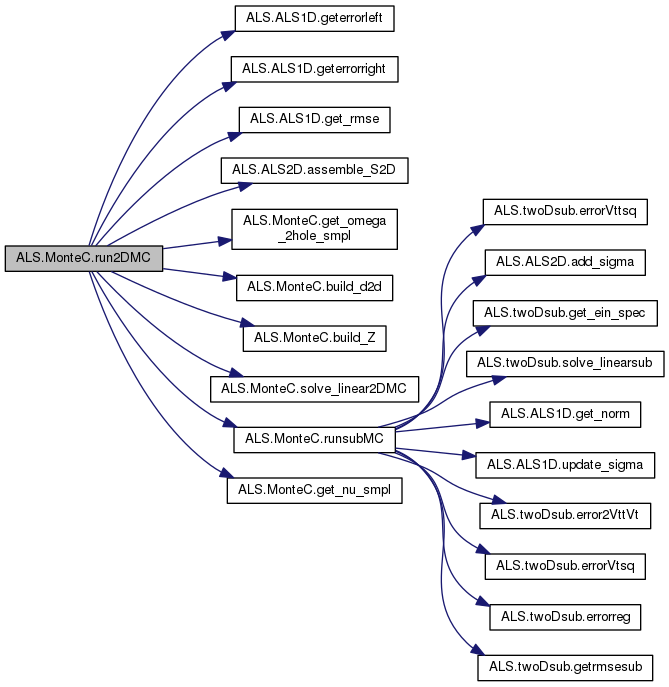 ALS.MonteC.run2DMC
ALS.ALS1D.geterrorleft
ALS.ALS1D.geterrorright
ALS.ALS1D.get_rmse
ALS.ALS2D.assemble_S2D
ALS.MonteC.get_omega
_2hole_smpl
ALS.MonteC.build_d2d
ALS.MonteC.build_Z
ALS.MonteC.solve_linear2DMC
ALS.MonteC.runsubMC
ALS.MonteC.get_nu_smpl
ALS.twoDsub.errorVttsq
ALS.ALS2D.add_sigma
ALS.twoDsub.get_ein_spec
ALS.twoDsub.solve_linearsub
ALS.ALS1D.get_norm
ALS.ALS1D.update_sigma
ALS.twoDsub.error2VttVt
ALS.twoDsub.errorVtsq
ALS.twoDsub.errorreg
ALS.twoDsub.getrmsesub